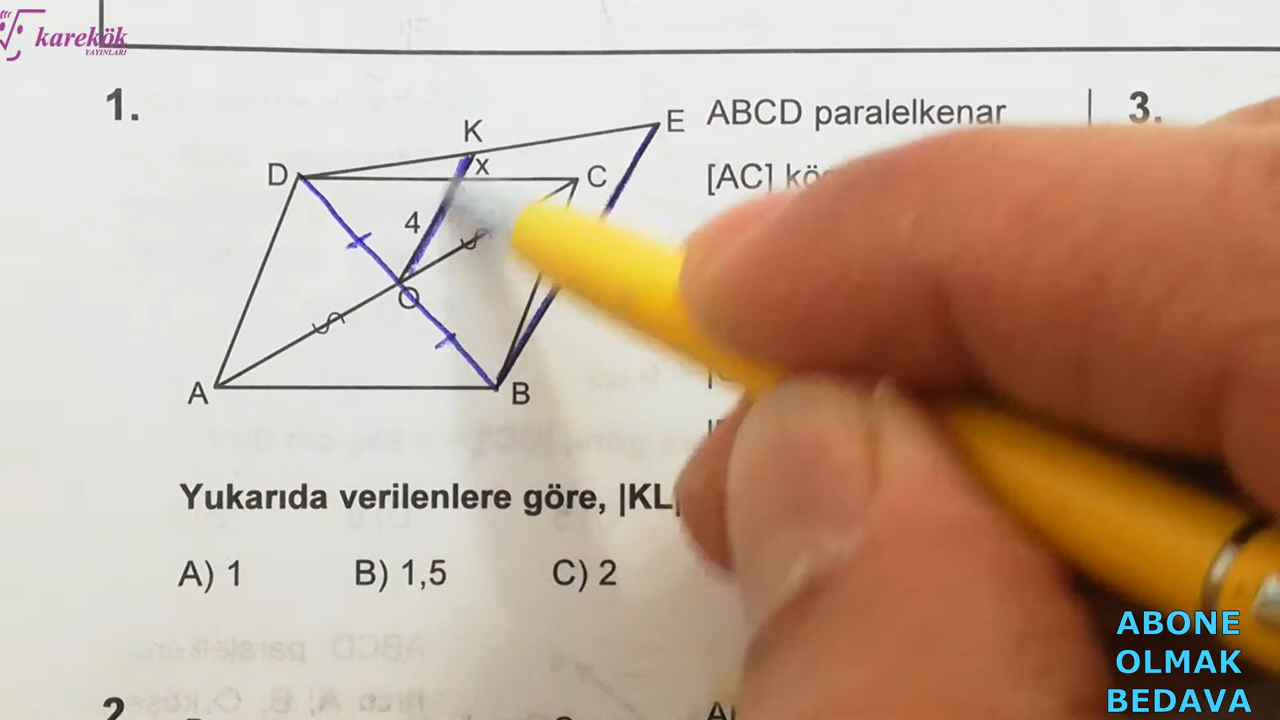 karekök
YAYINLARI
1.
K
E
ABCD paralelkenar
3.
D
x
C
[AC]
4
O
A
B
Yukarıda verilenlere göre, |KL|
A) 1 B) 1,5 C) 2
2
ABONE
OLMAK
BEDAVA